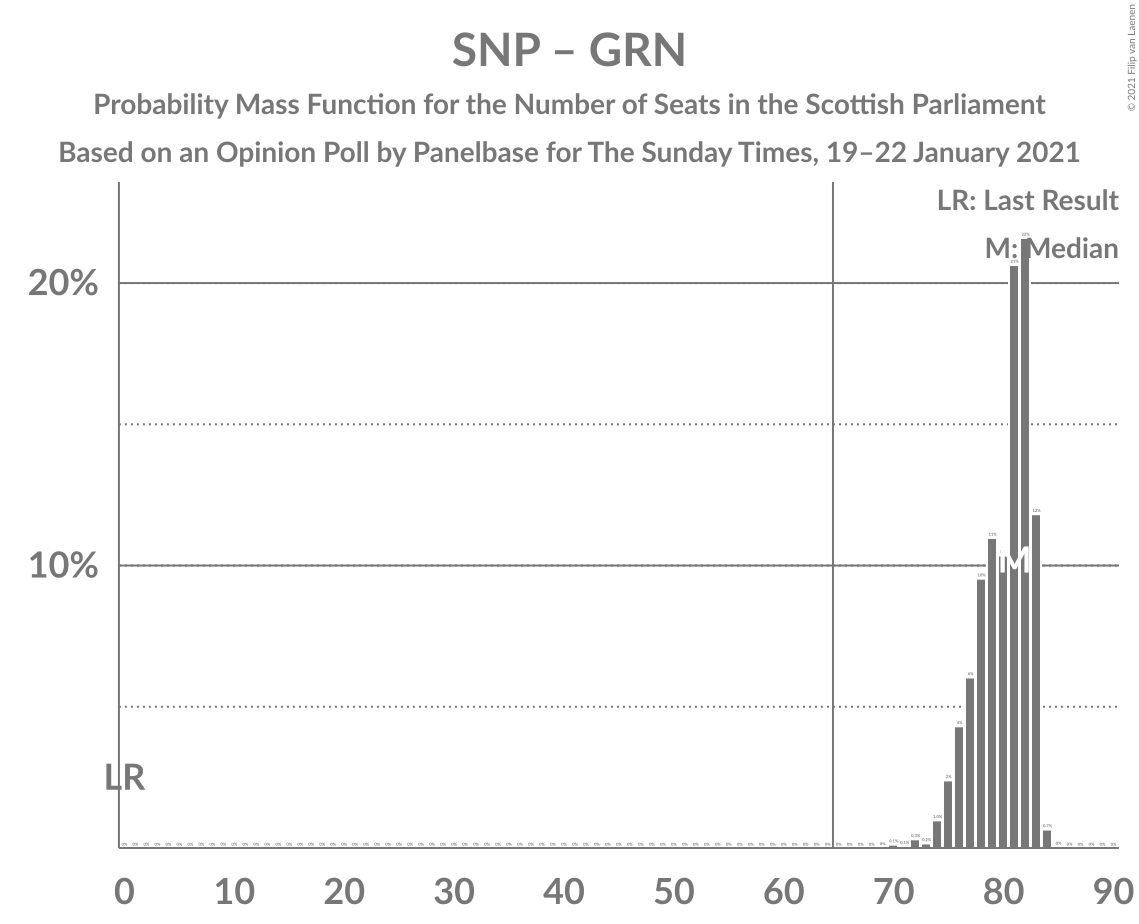 SNP – GRN
Probability Mass Function for the Number of Seats in the Scottish Parliament
Based on an Opinion Poll by Panelbase for The Sunday Times, 19–22 January 2021
© 2021 Filip van Laenen
LR: Last Result
M: Median
20%
10%
LR
M
0 10 20 30 40 50 60 70 80 90